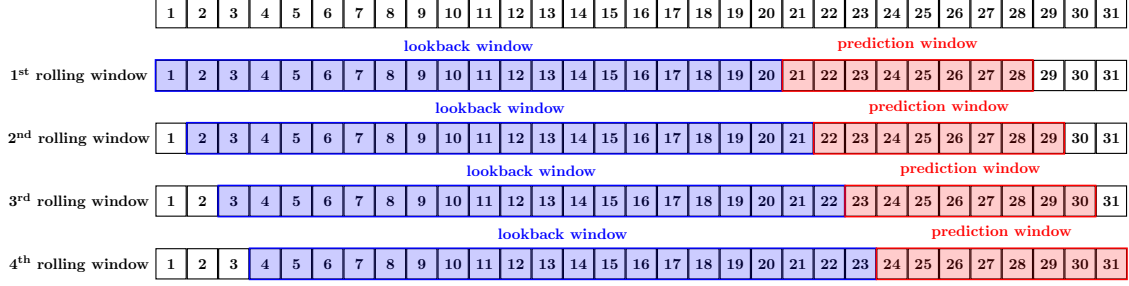 1 2 3 4 5 6 7 8 9 10 11 12 13 14 15 16 17 18 19 20 21 22 23 24 25 26 27 28 29 30 31
lookback window prediction window
1st rolling window 1 2 3 4 5 6 7 8 9 10 11 12 13 14 15 16 17 18 19 20 21 22 23 24 25 26 27 28 29 30 31
lookback window prediction window
2nd rolling window 1 2 3 4 5 6 7 8 9 10 11 12 13 14 15 16 17 18 19 20 21 22 23 24 25 26 27 28 29 30 31
lookback window prediction window
3rd rolling window 1 2 3 4 5 6 7 8 9 10 11 12 13 14 15 16 17 18 19 20 21 22 23 24 25 26 27 28 29 30 31
lookback window prediction window
4th rolling window 1 2 3 4 5 6 7 8 9 10 11 12 13 14 15 16 17 18 19 20 21 22 23 24 25 26 27 28 29 30 31